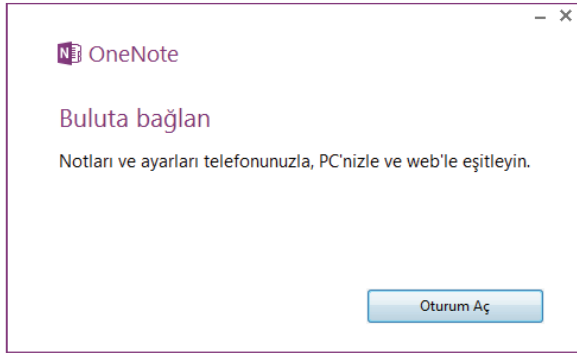 OneNote
Buluta bağlan
Notları ve ayarları telefonunuzla, PC'nizle ve web'le eşitleyin.
Oturum Aç